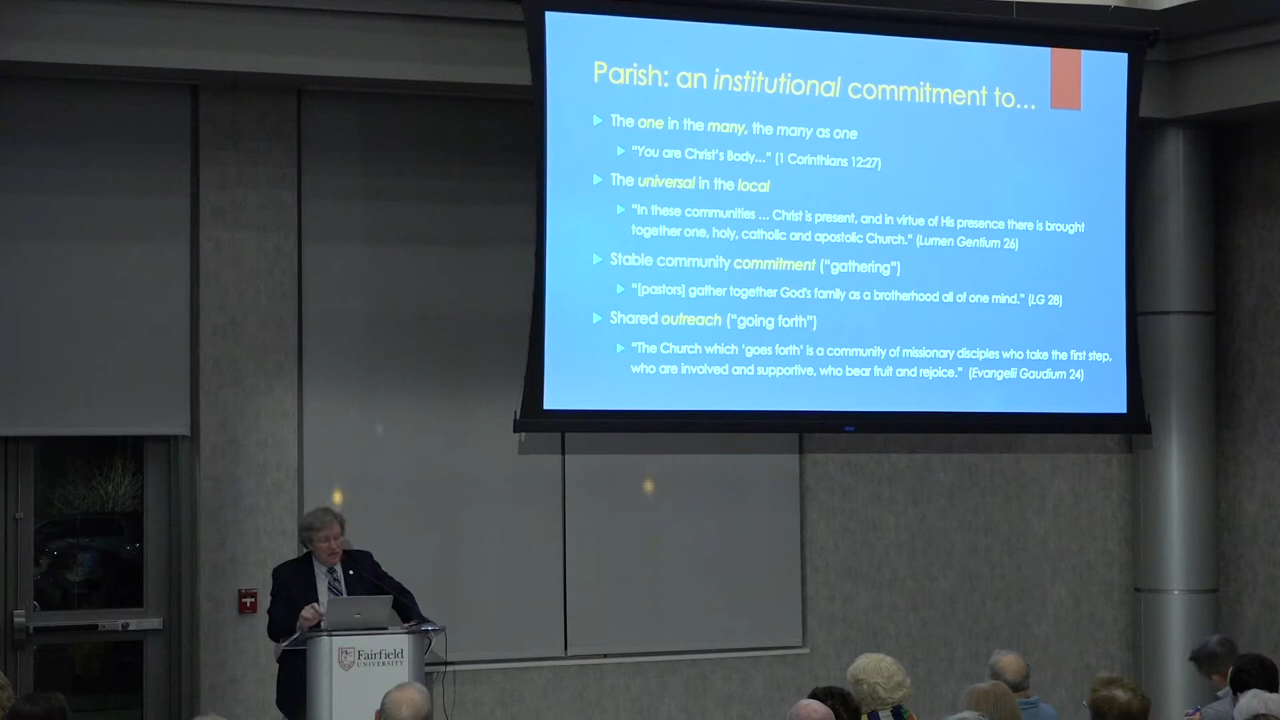 Parish: an institutional commitment to...
The one in the many, the many as one
"You are Christ's Body..." (1 Corinthians 12:27)
The universal in the local
"In these communities ... Christ is present, and in virtue of His presence there is brought
together one, holy, catholic and apostolic Church." (Lumen Gentium 26)
Stable community commitment ("gathering")
"[pastors] gather together God's family as a brotherhood all of one mind." (LG 28)
Shared outreach ("going forth")
"The Church which 'goes forth' is a community of missionary disciples who take the first step,
who are involved and supportive, who bear fruit and rejoice." (Evangelii Gaudium 24)
Fairfield
UNIVERSITY